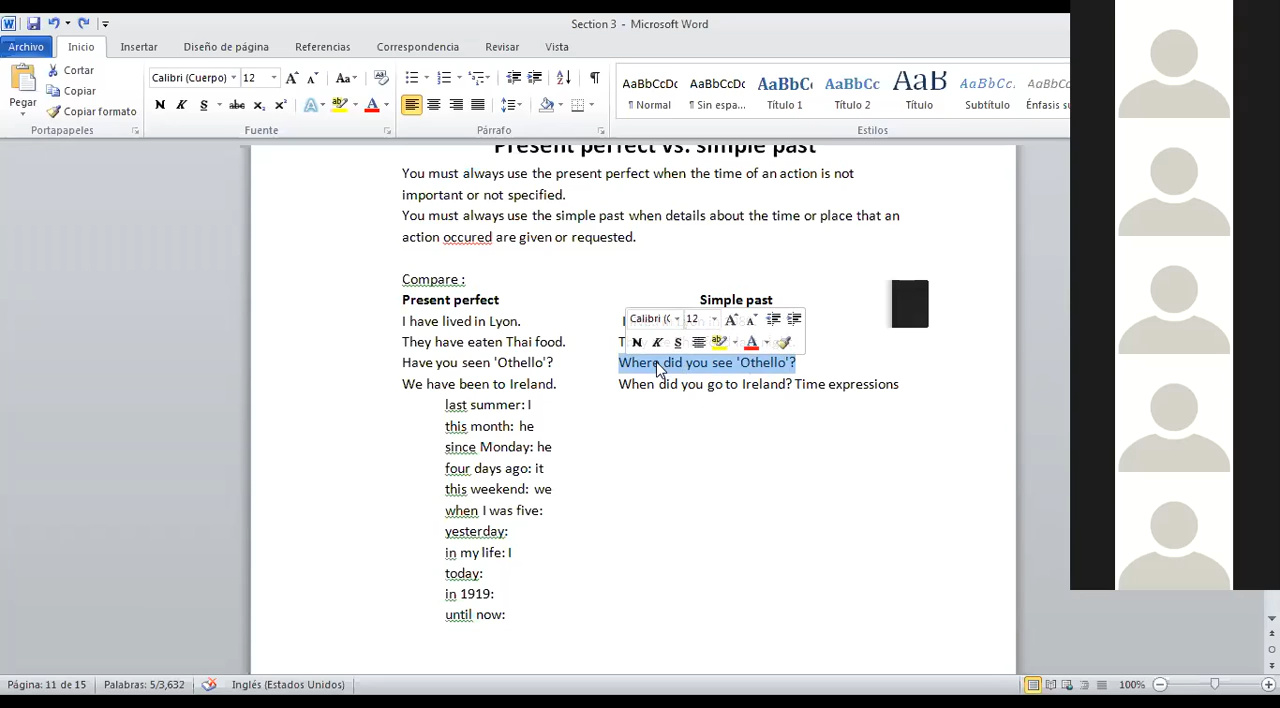 Section 3 - Microsoft Word
Archivo Inicio Insertar Diseño de página Referencias Correspondencia Revisar Vista
Cortar
Copiar
Copiar formato
Pegar
Portapapeles
Calibri (Cuerpo) 12
Fuente
Párrafo
AaBbCcDc AaBbCcDc AaBbC AaBbCc AaB AaBbCc. AaBbCc
¶ Normal ¶ Sin espa... Título 1 Título 2 Título Subtítulo Énfasis su
Estilos
Present perfect vs. simple past
You must always use the present perfect when the time of an action is not
important or not specified.
You must always use the simple past when details about the time or place that an
action occured are given or requested.
Compare :
Present perfect Simple past
I have lived in Lyon.
Calibri (( 12
They have eaten Thai food.
Have you seen 'Othello'? Where did you see 'Othello'?
We have been to Ireland. When did you go to Ireland? Time expressions
last summer: I
this month: he
since Monday: he
four days ago: it
this weekend: we
when I was five:
yesterday:
in my life: I
today:
in 1919:
until now:
Página: 11 de 15 Palabras: 5/3,632 Inglés (Estados Unidos) 100%